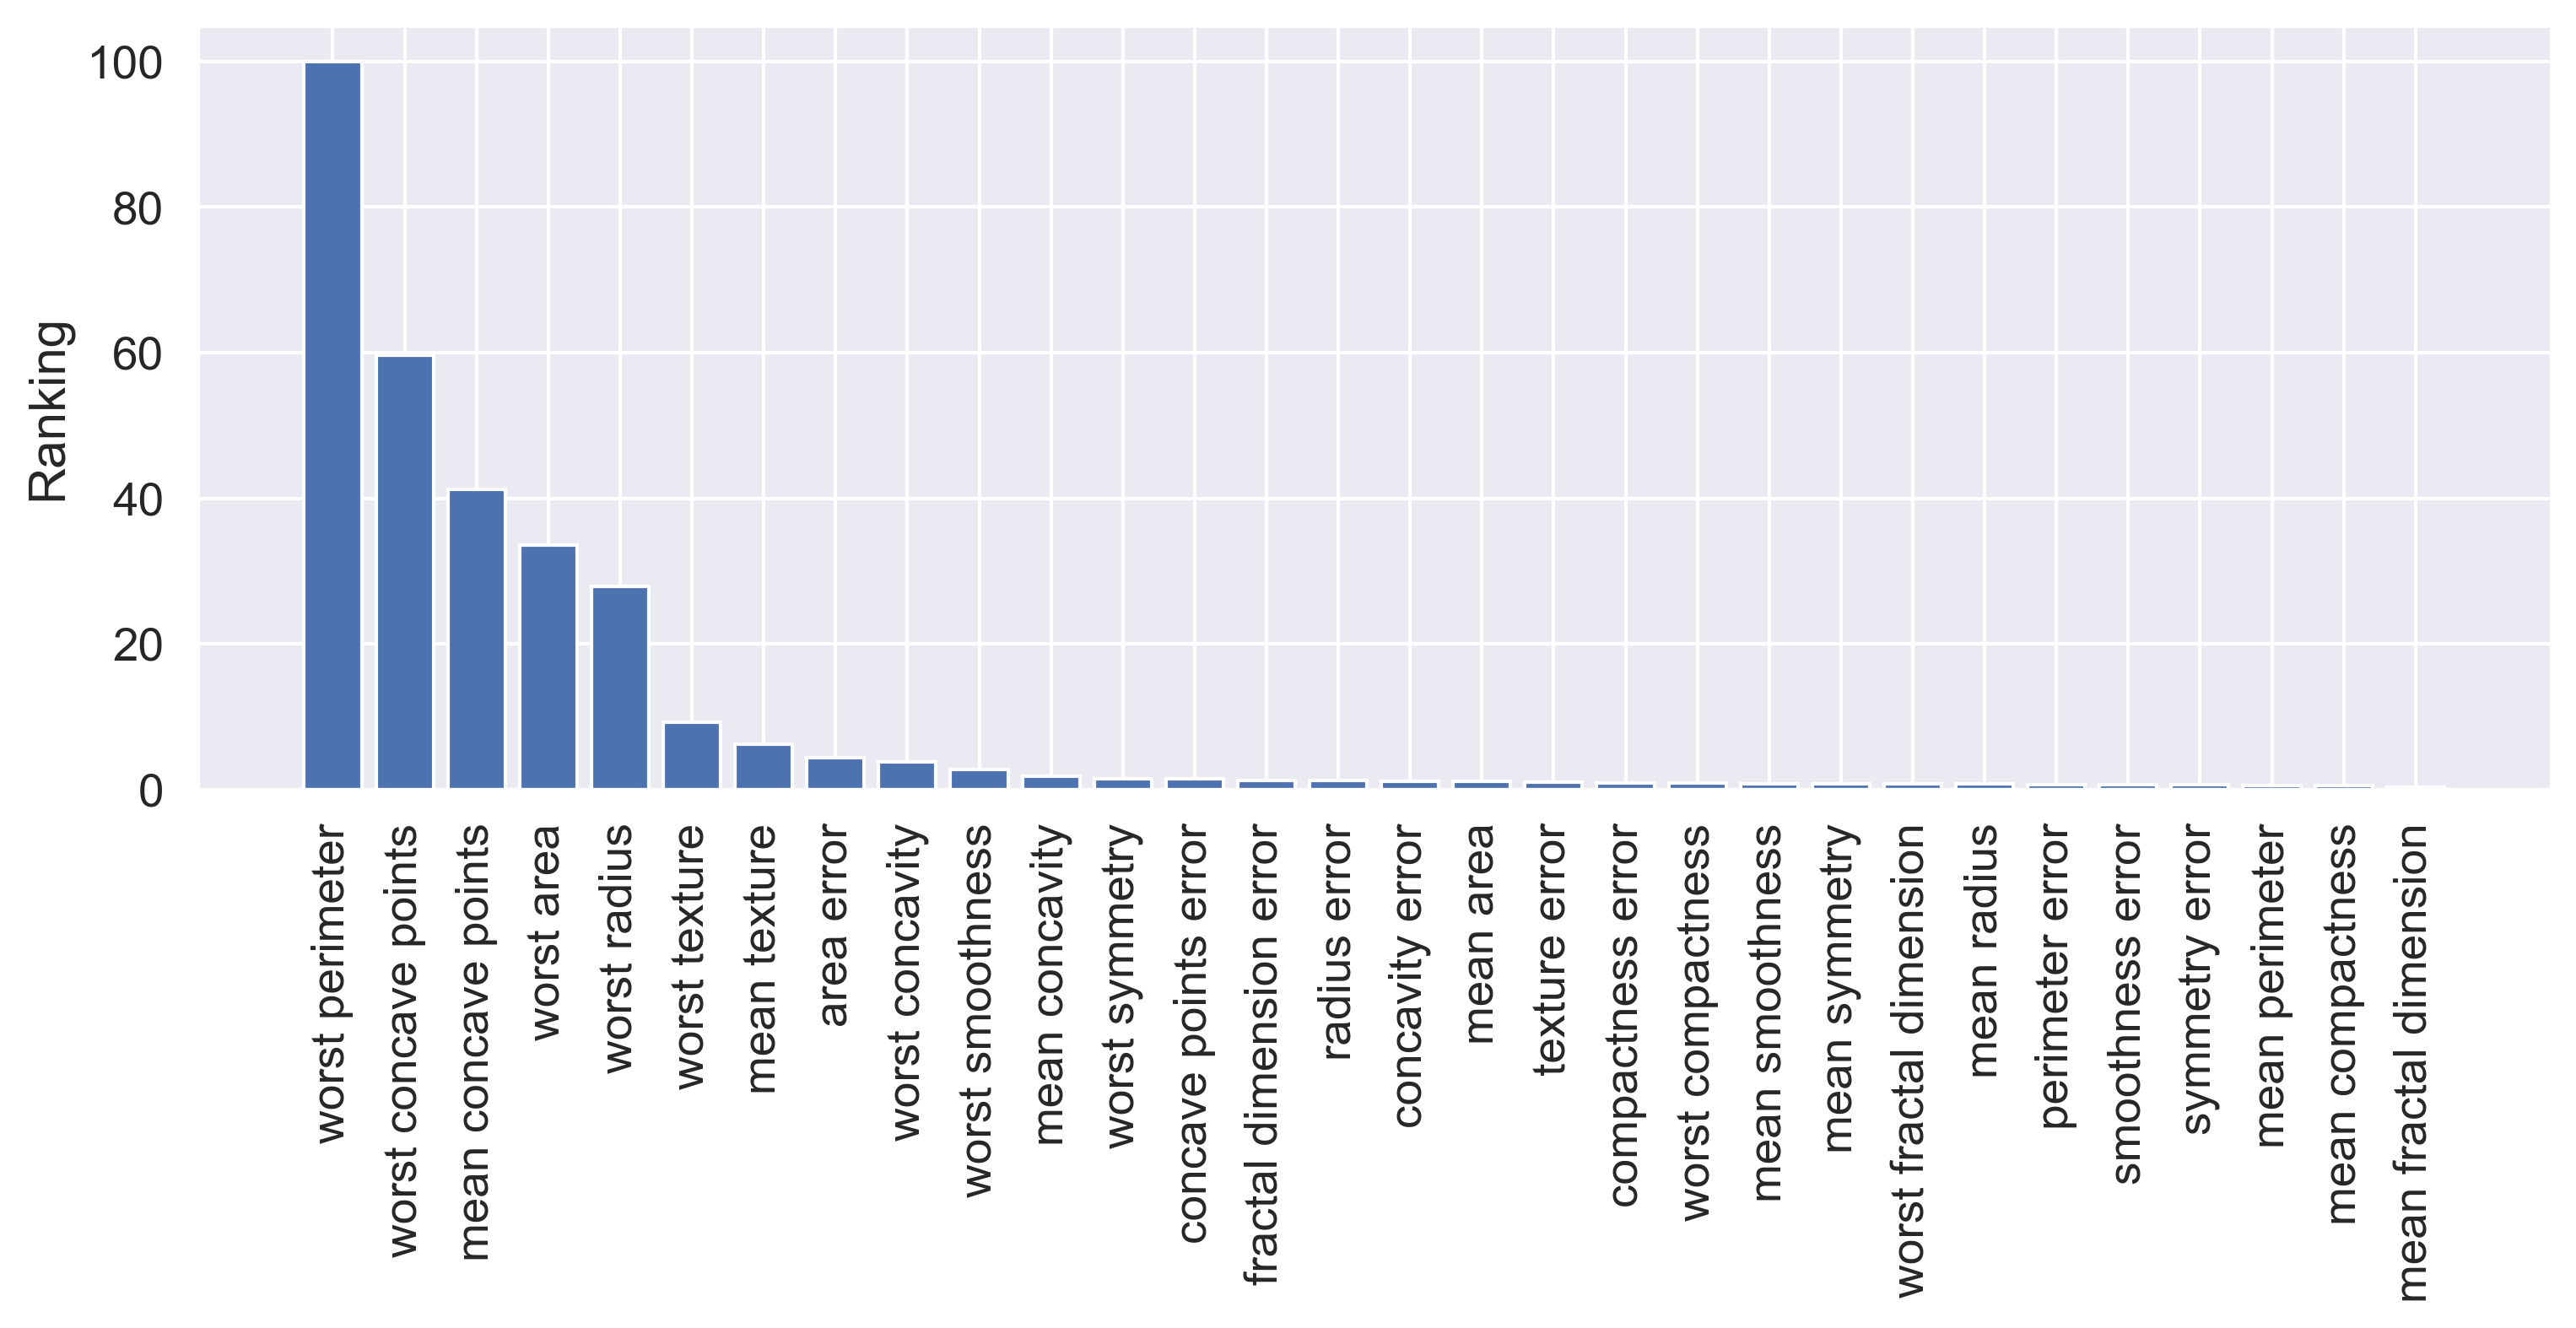 100
80
60
40
20
0
Ranking
worst perimeter
worst concave points
mean concave points
worst area
worst radius
worst texture
mean texture
area error
worst concavity
worst smoothness
mean concavity
worst symmetry
concave points error
fractal dimension error
radius error
concavity error
mean area
texture error
compactness error
worst compactness
mean smoothness
mean symmetry
worst fractal dimension
mean radius
perimeter error
smoothness error
symmetry error
mean perimeter
mean compactness
mean fractal dimension